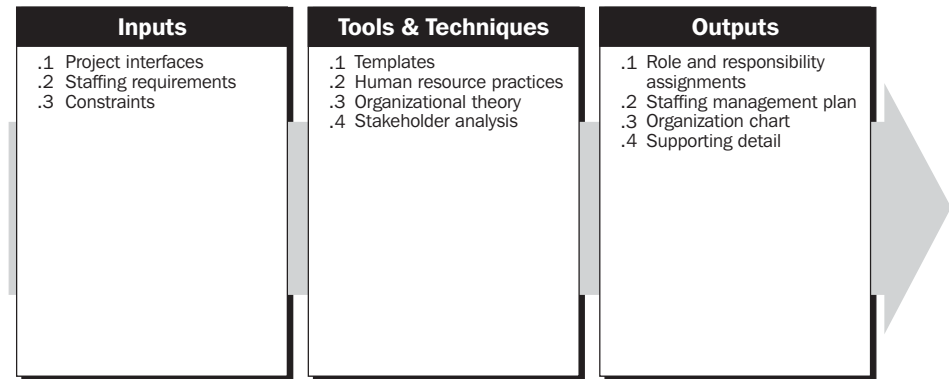 Inputs
.1 Project interfaces
.2 Staffing requirements
.3 Constraints
Tools & Techniques
.1 Templates
.2 Human resource practices
.3 Organizational theory
.4 Stakeholder analysis
Outputs
.1 Role and responsibility
assignments
.2 Staffing management plan
.3 Organization chart
.4 Supporting detail